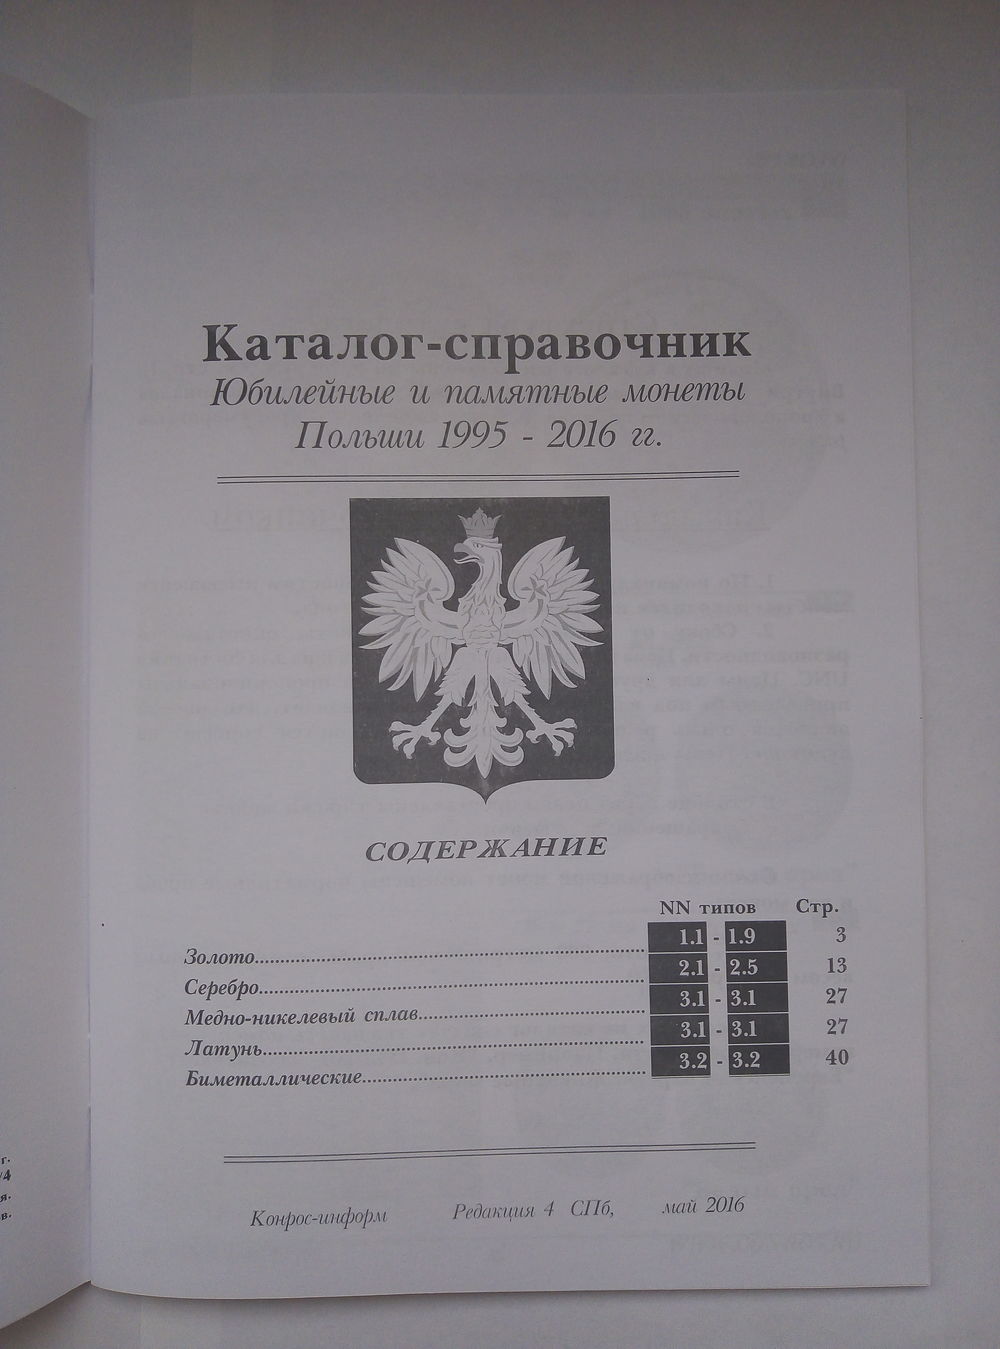 Каталог-справочник
Юбилейные и памятные монеты
Польши 1995 - 2016 гг.
СОДЕРЖАНИЕ
NN типов Стр.
Золото 1.1 - 1.9 3
Серебро 2.1 - 2.5 13
Медно-никелевый сплав 3.1 - 3.1 27
Латунь 3.1 - 3.1 27
Биметаллические 3.2 - 3.2 40
Конрос-информ Редакция 4 СПб, май 2016
г.
/4
я.
в.